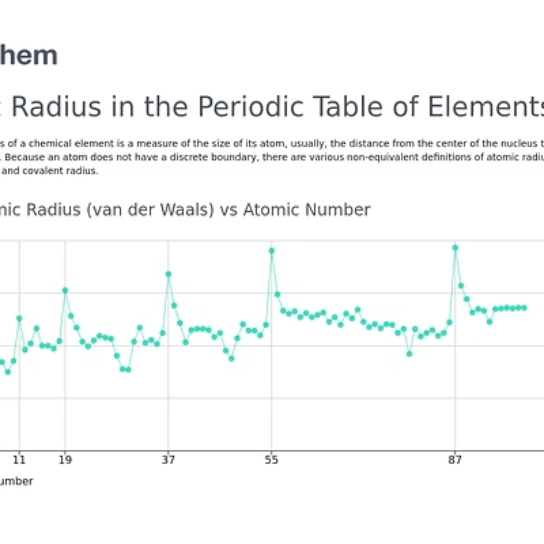 hem
Radius in the Periodic Table of Elements
s of a chemical element is a measure of the size of its atom, usually, the distance from the center of the nucleus t
. Because an atom does not have a discrete boundary, there are various non-equivalent definitions of atomic radiu
and covalent radius.
nic Radius (van der Waals) vs Atomic Number
11 19 37 55 87
umber